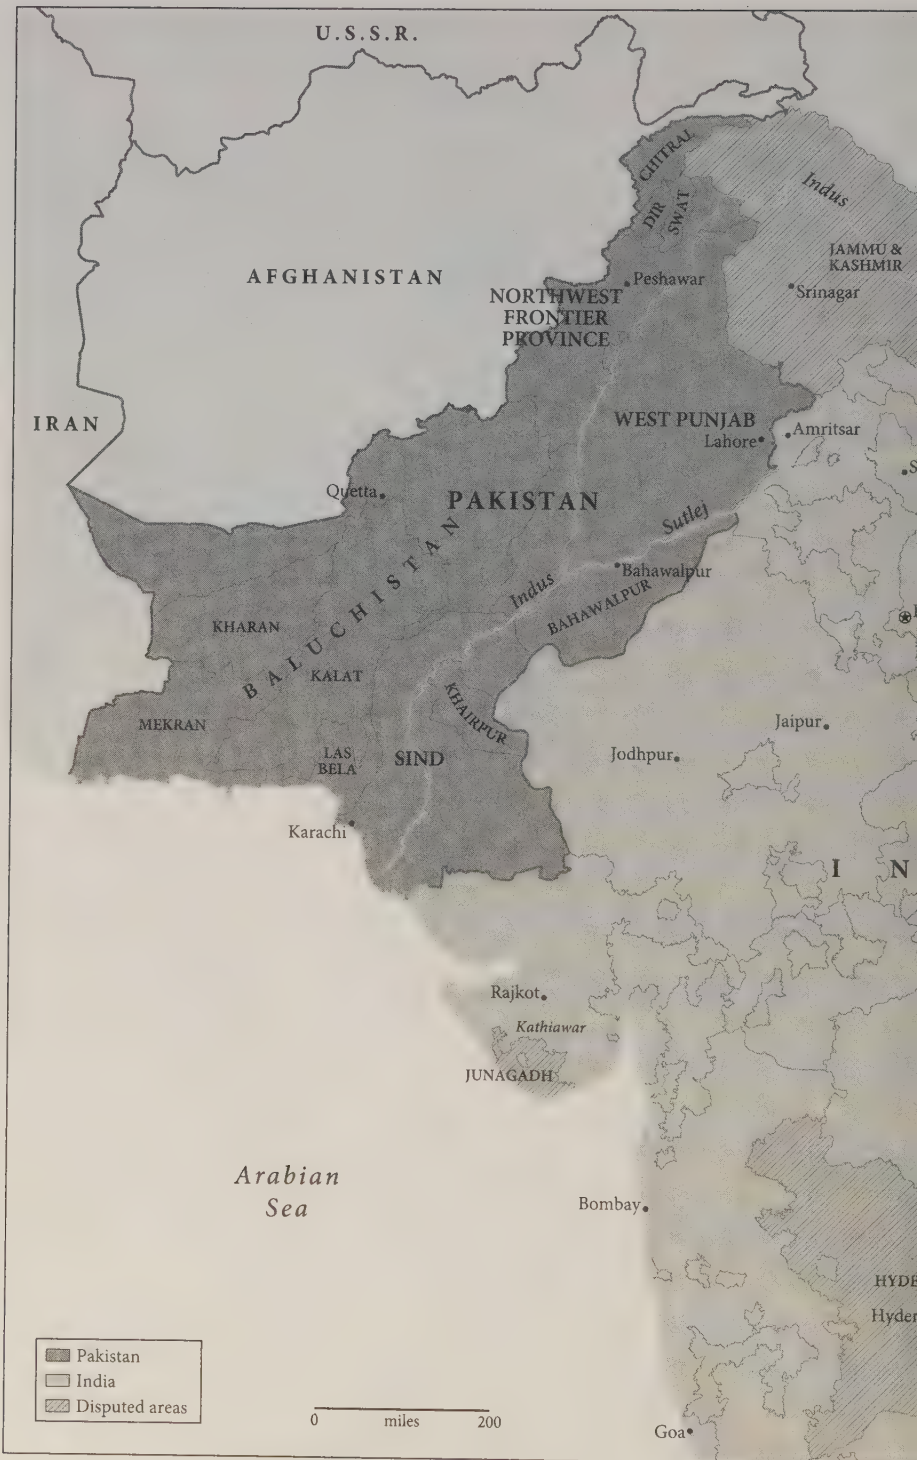 U.S.S.R.
CHITRAL
DIR
SWAT
Indus
JAMMU &
KASHMIR
Srinagar
AFGHANISTAN
Peshawar
NORTHWEST
FRONTIER
PROVINCE
IRAN
WEST PUNJAB
Lahore
Amritsar
S
Quetta
PAKISTAN
Sutlej
Indus
Bahawalpur
BAHAWALPUR
KHARAN
BALUCHISTAN
KALAT
KHAIRPUR
MEKRAN
LAS
BELA
SIND
Jaipur
Jodhpur
Karachi
I N
Rajkot
Kathiawar
JUNAGADH
Arabian
Sea
Bombay
HYDE
Hyder
Pakistan
India
Disputed areas
0 miles 200
Goa